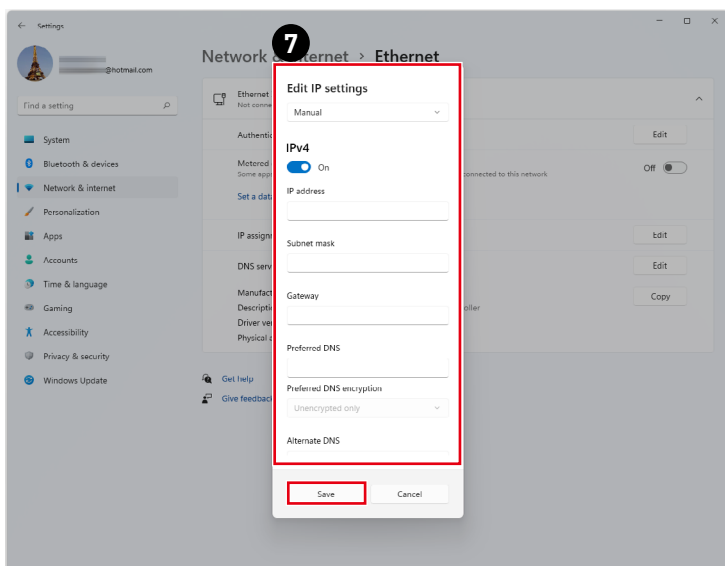 Settings
7
@hotmail.com
Network & Internet › Ethernet
Find a setting
System
Bluetooth & devices
Network & internet
Personalization
Apps
Accounts
Time & language
Gaming
Accessibility
Privacy & security
Windows Update
Ethernet
Not conne
Authentic
Edit
Metered
Some app
connected to this network
Off
Set a data
IP assign
Edit
DNS serv
Edit
Manufact
Copy
Descripti
oller
Driver ver
Physical a
Get help
Give feedback
Edit IP settings
Manual
IPv4
On
IP address
Subnet mask
Gateway
Preferred DNS
Preferred DNS encryption
Unencrypted only
Alternate DNS
Save
Cancel